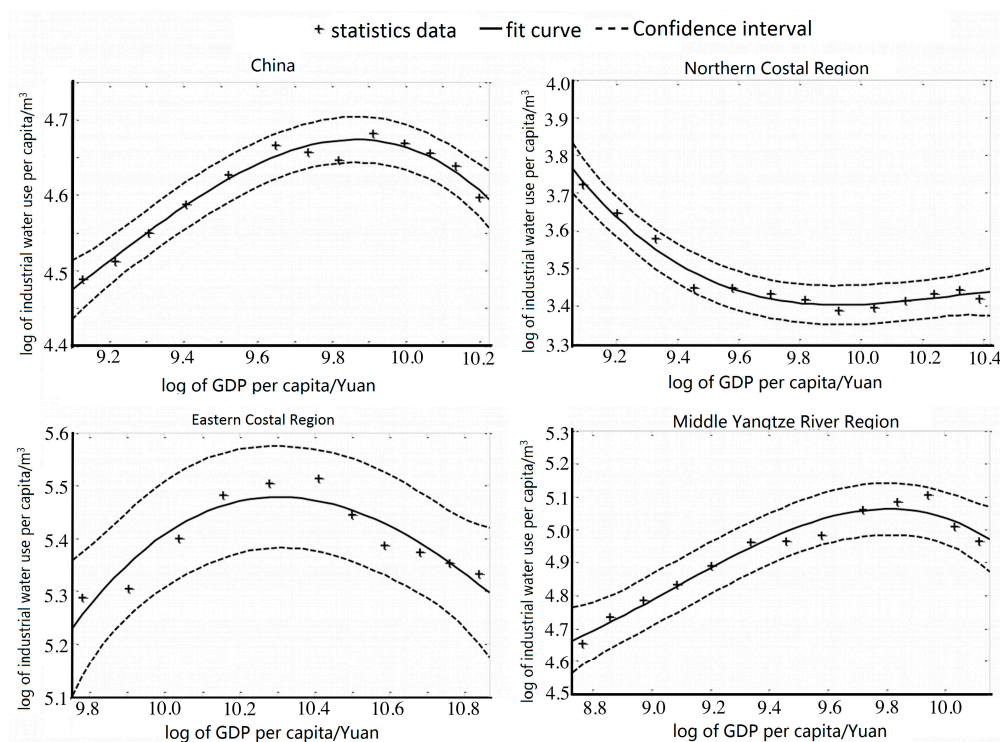 statistics data fit curve Confidence interval
China
log of industrial water use per capita/m³
4.7
4.6
4.5
4.4
9.2 9.4 9.6 9.8 10.0 10.2
log of GDP per capita/Yuan
Northern Costal Region
log of industrial water use per capita/m³
4.0
3.9
3.8
3.7
3.6
3.5
3.4
3.3
9.2 9.4 9.6 9.8 10.0 10.2 10.4
log of GDP per capita/Yuan
Eastern Costal Region
log of industrial water use per capita/m³
5.6
5.5
5.4
5.3
5.2
5.1
9.8 10.0 10.2 10.4 10.6 10.8
log of GDP per capita/Yuan
Middle Yangtze River Region
log of industrial water use per capita/m³
5.3
5.2
5.1
5.0
4.9
4.8
4.7
4.6
4.5
8.8 9.0 9.2 9.4 9.6 9.8 10.0
log of GDP per capita/Yuan